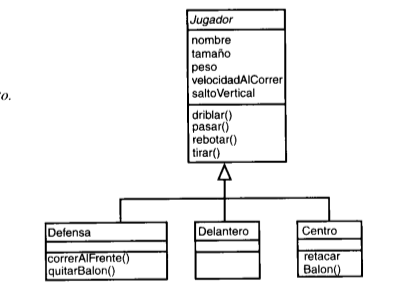 Jugador
nombre
tamaño
peso
velocidadAlCorrer
saltoVertical
o.
driblar()
pasar()
rebotar()
tirar()
Defensa
correrAlFrente()
quitarBalon()
Delantero
Centro
retacar
Balon()